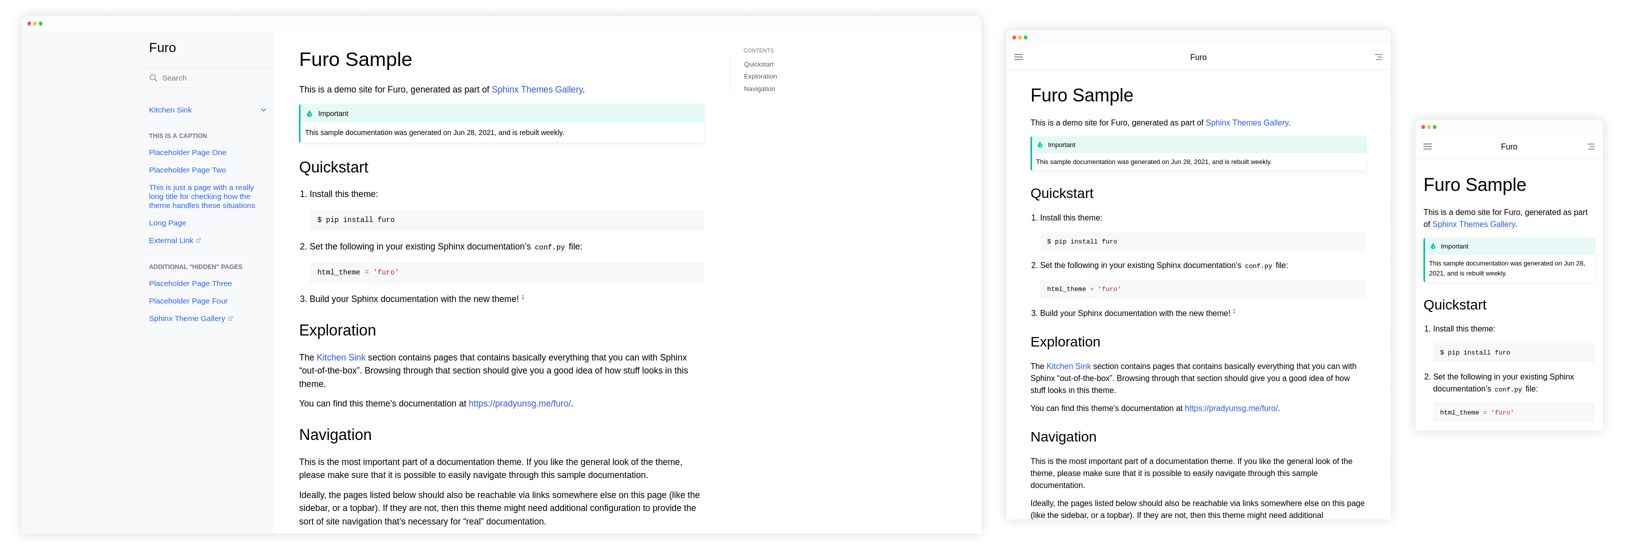 Furo
Search
Kitchen Sink
THIS IS A CAPTION
Placeholder Page One
Placeholder Page Two
This is just a page with a really
long title for checking how the
theme handles these situations
Long Page
External Link
ADDITIONAL "HIDDEN" PAGES
Placeholder Page Three
Placeholder Page Four
Sphinx Theme Gallery
Furo Sample
This is a demo site for Furo, generated as part of Sphinx Themes Gallery.
Important
This sample documentation was generated on Jun 28, 2021, and is rebuilt weekly.
Quickstart
1. Install this theme:
$ pip install furo
2. Set the following in your existing Sphinx documentation’s conf.py file:
html_theme = 'furo'
3. Build your Sphinx documentation with the new theme! 1
Exploration
The Kitchen Sink section contains pages that contains basically everything that you can with Sphinx
“out-of-the-box”. Browsing through that section should give you a good idea of how stuff looks in this
theme.
You can find this theme’s documentation at https://pradyunsg.me/furo/.
Navigation
This is the most important part of a documentation theme. If you like the general look of the theme,
please make sure that it is possible to easily navigate through this sample documentation.
Ideally, the pages listed below should also be reachable via links somewhere else on this page (like the
sidebar, or a topbar). If they are not, then this theme might need additional configuration to provide the
sort of site navigation that’s necessary for “real” documentation.
CONTENTS
Quickstart
Exploration
Navigation
Furo
Furo Sample
This is a demo site for Furo, generated as part of Sphinx Themes Gallery.
Important
This sample documentation was generated on Jun 28, 2021, and is rebuilt weekly.
Quickstart
1. Install this theme:
$ pip install furo
2. Set the following in your existing Sphinx documentation’s conf.py file:
html_theme = 'furo'
3. Build your Sphinx documentation with the new theme! 1
Exploration
The Kitchen Sink section contains pages that contains basically everything that you can with
Sphinx “out-of-the-box”. Browsing through that section should give you a good idea of how
stuff looks in this theme.
You can find this theme’s documentation at https://pradyunsg.me/furo/.
Navigation
This is the most important part of a documentation theme. If you like the general look of the
theme, please make sure that it is possible to easily navigate through this sample
documentation.
Ideally, the pages listed below should also be reachable via links somewhere else on this page
(like the sidebar, or a topbar). If they are not, then this theme might need additional
Furo
Furo Sample
This is a demo site for Furo, generated as part
of Sphinx Themes Gallery.
Important
This sample documentation was generated on Jun 28,
2021, and is rebuilt weekly.
Quickstart
1. Install this theme:
$ pip install furo
2. Set the following in your existing Sphinx
documentation’s conf.py file:
html_theme = 'furo'